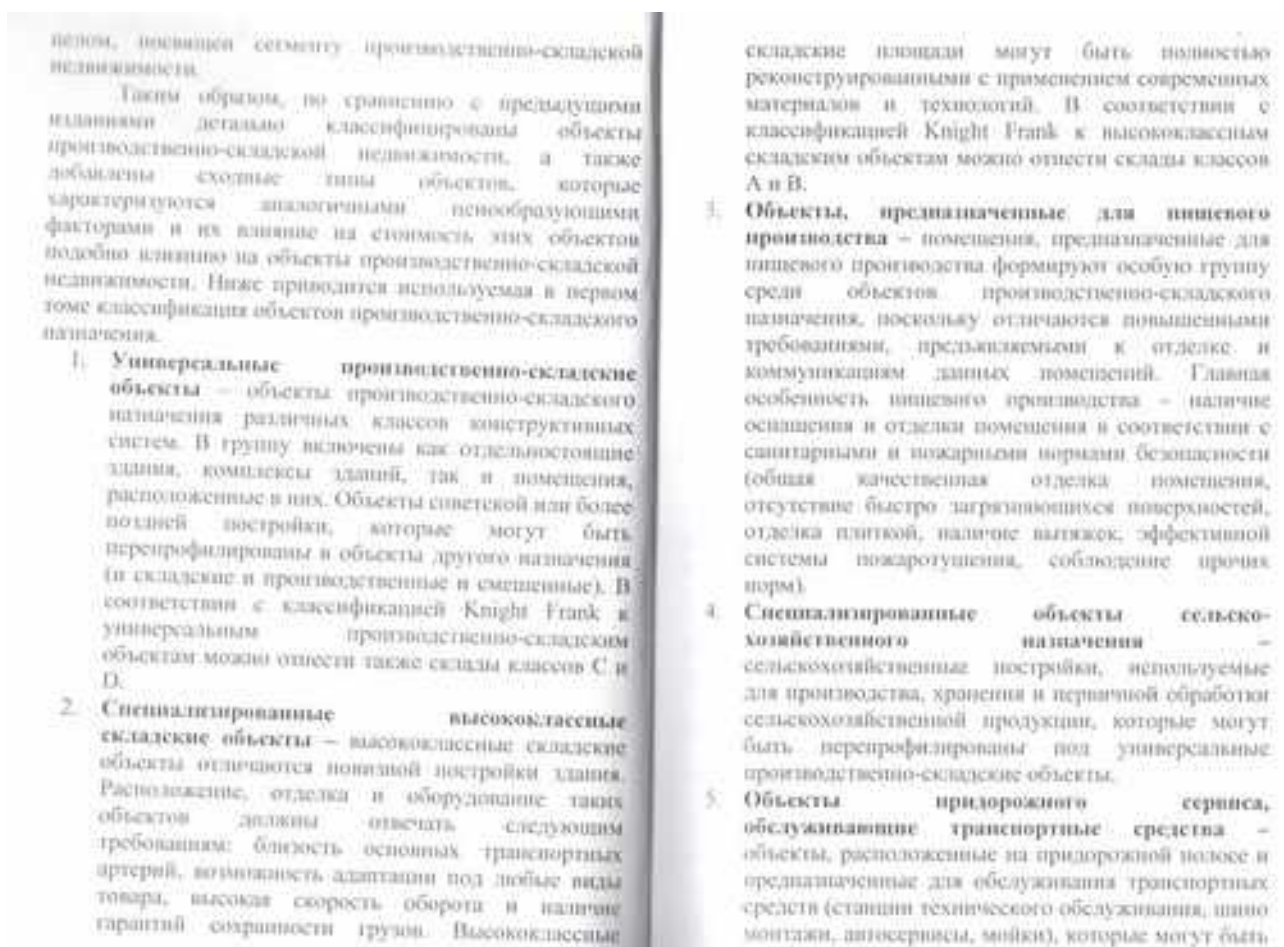 целом, посвящен сегменту производственно-складской
недвижимости.
Таким образом, по сравнению с предыдущими
изданиями детально классифицированы объекты
производственно-складской недвижимости, а также
добавлены сходные типы объектов, которые
характеризуются аналогичными ценообразующими
факторами и их влияние на стоимость этих объектов
подобно влиянию на объекты производственно-складской
недвижимости. Ниже приводится используемая в первом
томе классификация объектов производственно-складского
назначения.
1. Универсальные производственно-складские
объекты – объекты производственно-складского
назначения различных классов конструктивных
систем. В группу включены как отдельностоящие
здания, комплексы зданий, так и помещения,
расположенные в них. Объекты советской или более
поздней постройки, которые могут быть
перепрофилированы в объекты другого назначения
(и складские и производственные и смешенные). В
соответствии с классификацией Knight Frank к
универсальным производственно-складским
объектам можно отнести также склады классов C и
D.
2. Специализированные высококлассные
складские объекты – высококлассные складские
объекты отличаются новизной постройки здания.
Расположение, отделка и оборудование таких
объектов должны отвечать следующим
требованиям: близость основных транспортных
артерий, возможность адаптации под любые виды
товара, высокая скорость оборота и наличие
гарантий сохранности грузов. Высококлассные
складские площади могут быть полностью
реконструированными с применением современных
материалов и технологий. В соответствии с
классификацией Knight Frank к высококлассным
складским объектам можно отнести склады классов
A и B.
3. Объекты, предназначенные для пищевого
производства – помещения, предназначенные для
пищевого производства формируют особую группу
среди объектов производственно-складского
назначения, поскольку отличаются повышенными
требованиями, предъявляемыми к отделке и
коммуникациям данных помещений. Главная
особенность пищевого производства – наличие
оснащения и отделки помещения в соответствии с
санитарными и пожарными нормами безопасности
(общая качественная отделка помещения,
отсутствие быстро загрязняющихся поверхностей,
отделка плиткой, наличие вытяжек, эффективной
системы пожаротушения, соблюдение прочих
норм).
4. Специализированные объекты сельско-
хозяйственного назначения –
сельскохозяйственные постройки, используемые
для производства, хранения и первичной обработки
сельскохозяйственной продукции, которые могут
быть перепрофилированы под универсальные
производственно-складские объекты.
5. Объекты придорожного сервиса,
обслуживающие транспортные средства –
объекты, расположенные на придорожной полосе и
предназначенные для обслуживания транспортных
средств (станции технического обслуживания, шино
монтажи, автосервисы, мойки), которые могут быть